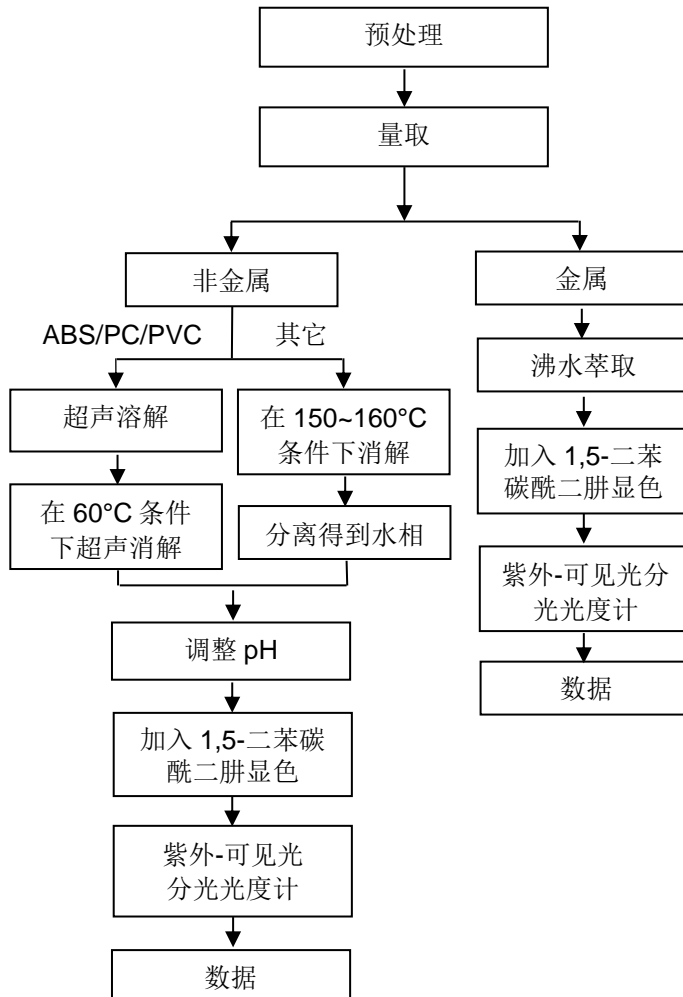 预处理
量取
非金属
金属
ABS/PC/PVC
其它
沸水萃取
超声溶解
在 150~160°C
条件下消解
加入 1,5-二苯
碳酰二肼显色
在 60°C 条件
下超声消解
分离得到水相
紫外-可见光分
光光度计
调整 pH
数据
加入 1,5-二苯碳
酰二肼显色
紫外-可见光
分光光度计
数据